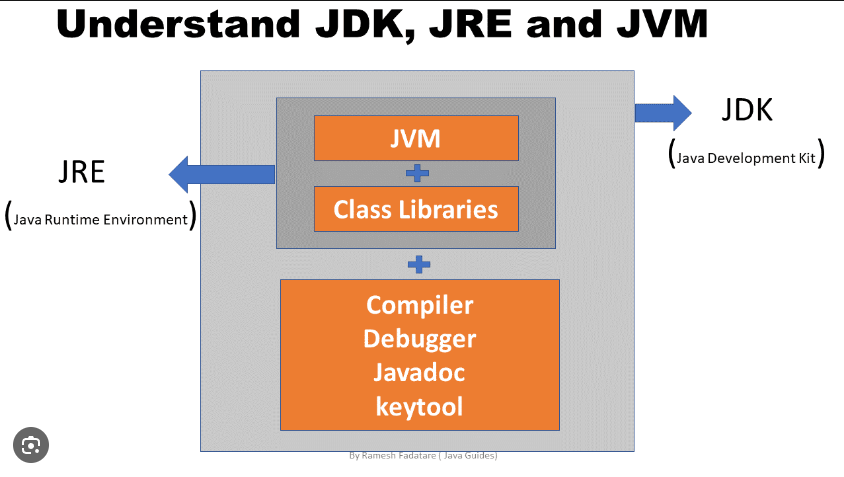 Understand JDK, JRE and JVM
JVM
Class Libraries
JRE
(Java Runtime Environment)
JDK
(Java Development Kit)
Compiler
Debugger
Javadoc
keytool
By Ramesh Fadatare ( Java Guides)